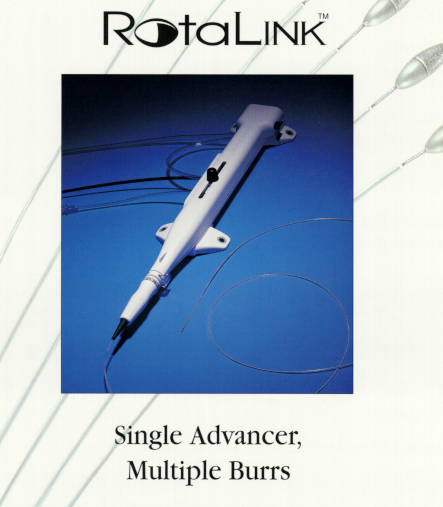 ROTALINK™
Single Advancer,
Multiple Burrs